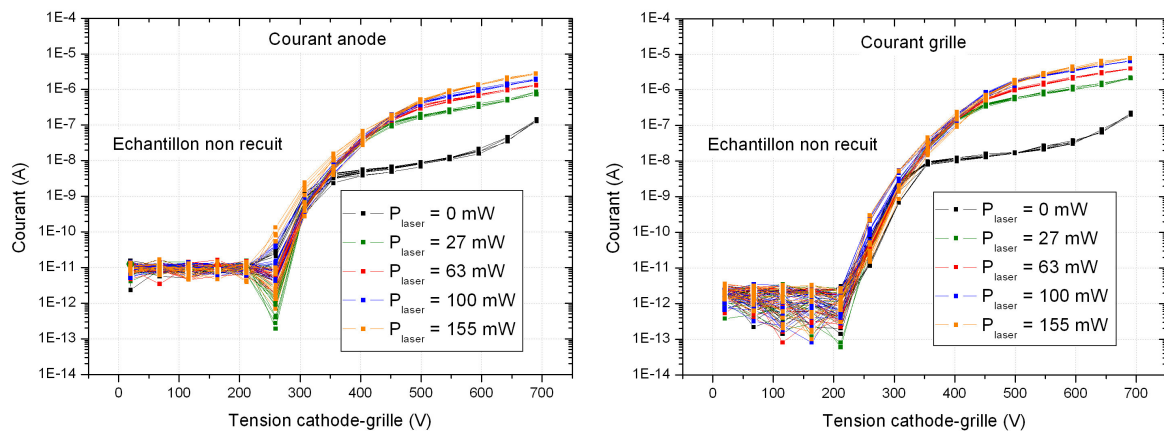 Courant anode
Echantillon non recuit
Courant (A)
1E-4
1E-5
1E-6
1E-7
1E-8
1E-9
1E-10
1E-11
1E-12
1E-13
1E-14
P laser = 0 mW
P laser = 27 mW
P laser = 63 mW
P laser = 100 mW
P laser = 155 mW
0 100 200 300 400 500 600 700
Tension cathode-grille (V)
Courant grille
Echantillon non recuit
Courant (A)
1E-4
1E-5
1E-6
1E-7
1E-8
1E-9
1E-10
1E-11
1E-12
1E-13
1E-14
P laser = 0 mW
P laser = 27 mW
P laser = 63 mW
P laser = 100 mW
P laser = 155 mW
0 100 200 300 400 500 600 700
Tension cathode-grille (V)